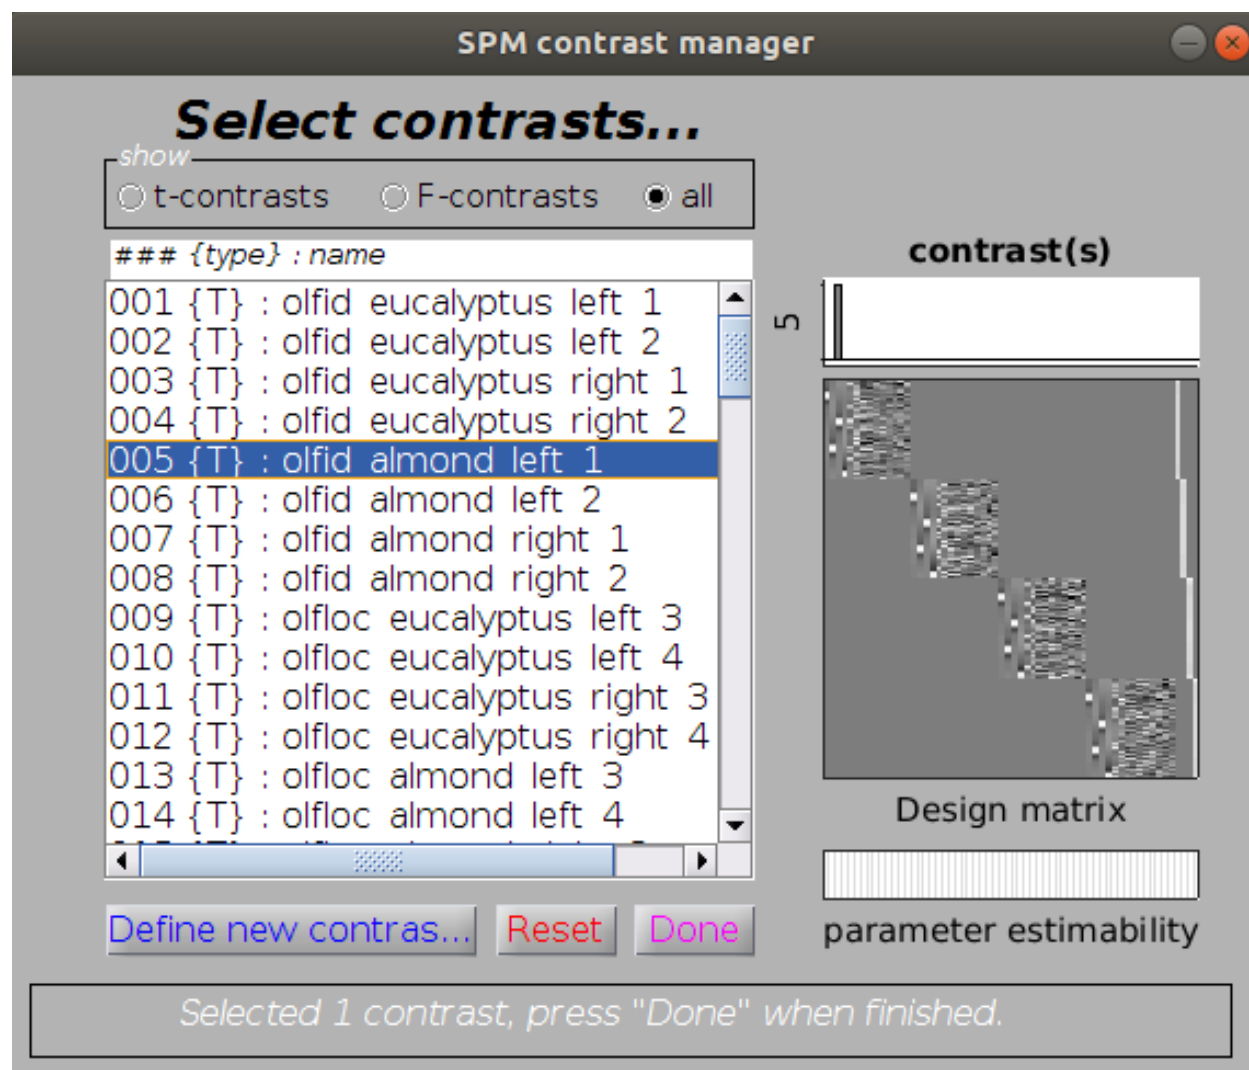 SPM contrast manager
Select contrasts...
show
t-contrasts F-contrasts all
### {type} : name
001 {T} : olfid eucalyptus left 1
002 {T} : olfid eucalyptus left 2
003 {T} : olfid eucalyptus right 1
004 {T} : olfid eucalyptus right 2
005 {T} : olfid almond left 1
006 {T} : olfid almond left 2
007 {T} : olfid almond right 1
008 {T} : olfid almond right 2
009 {T} : olfloc eucalyptus left 3
010 {T} : olfloc eucalyptus left 4
011 {T} : olfloc eucalyptus right 3
012 {T} : olfloc eucalyptus right 4
013 {T} : olfloc almond left 3
014 {T} : olfloc almond left 4
contrast(s)
5
Design matrix
parameter estimability
Define new contras... Reset Done
Selected 1 contrast, press "Done" when finished.